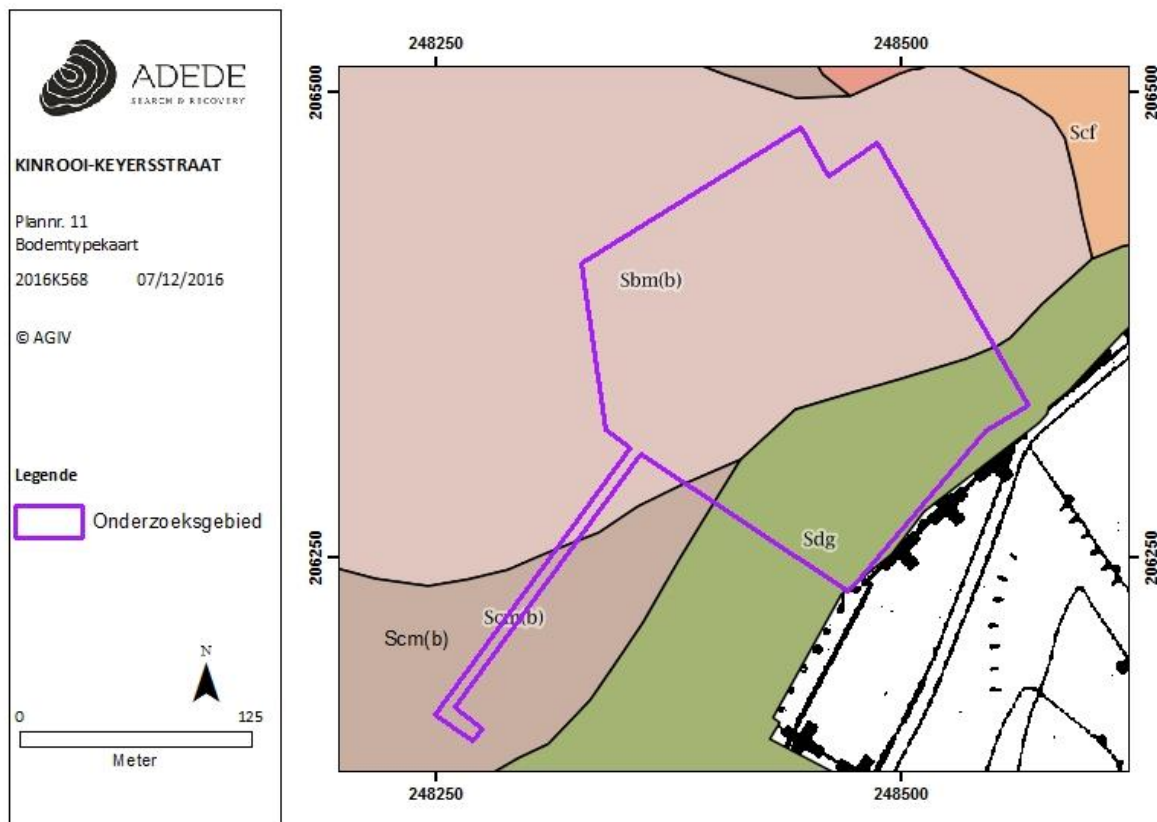 ADEDE
SEARCH & RECOVERY
KINROOI-KEYERSSTRAAT
Plannr. 11
Bodemtypekaart
2016K568 07/12/2016
© AGIV
Legende
Onderzoeksgebied
N
0 125
Meter
248250 248500
206500 206500
Scf
Sbm(b)
206250 206250
Sdg
Scm(b)
Scm(b)
248250 248500